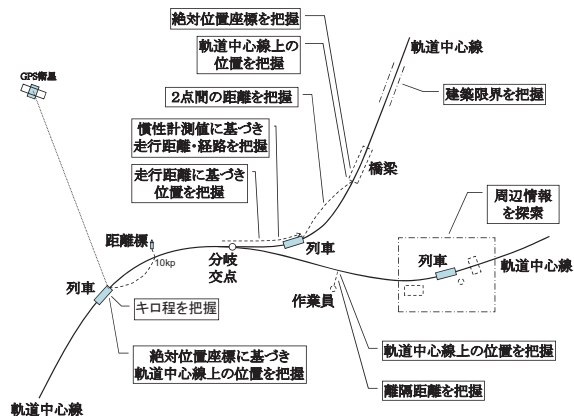 絶対位置座標を把握
軌道中心線上の
位置を把握
軌道中心線
GPS衛星
建築限界を把握
2点間の距離を把握
慣性計測値に基づき
走行距離・経路を把握
橋梁
走行距離に基づき
位置を把握
周辺情報
を探索
距離標
10kp
分岐
交点
列車
列車
軌道中心線
列車
作業員
キロ程を把握
絶対位置座標に基づき
軌道中心線上の位置を把握
軌道中心線上の位置を把握
離隔距離を把握
軌道中心線